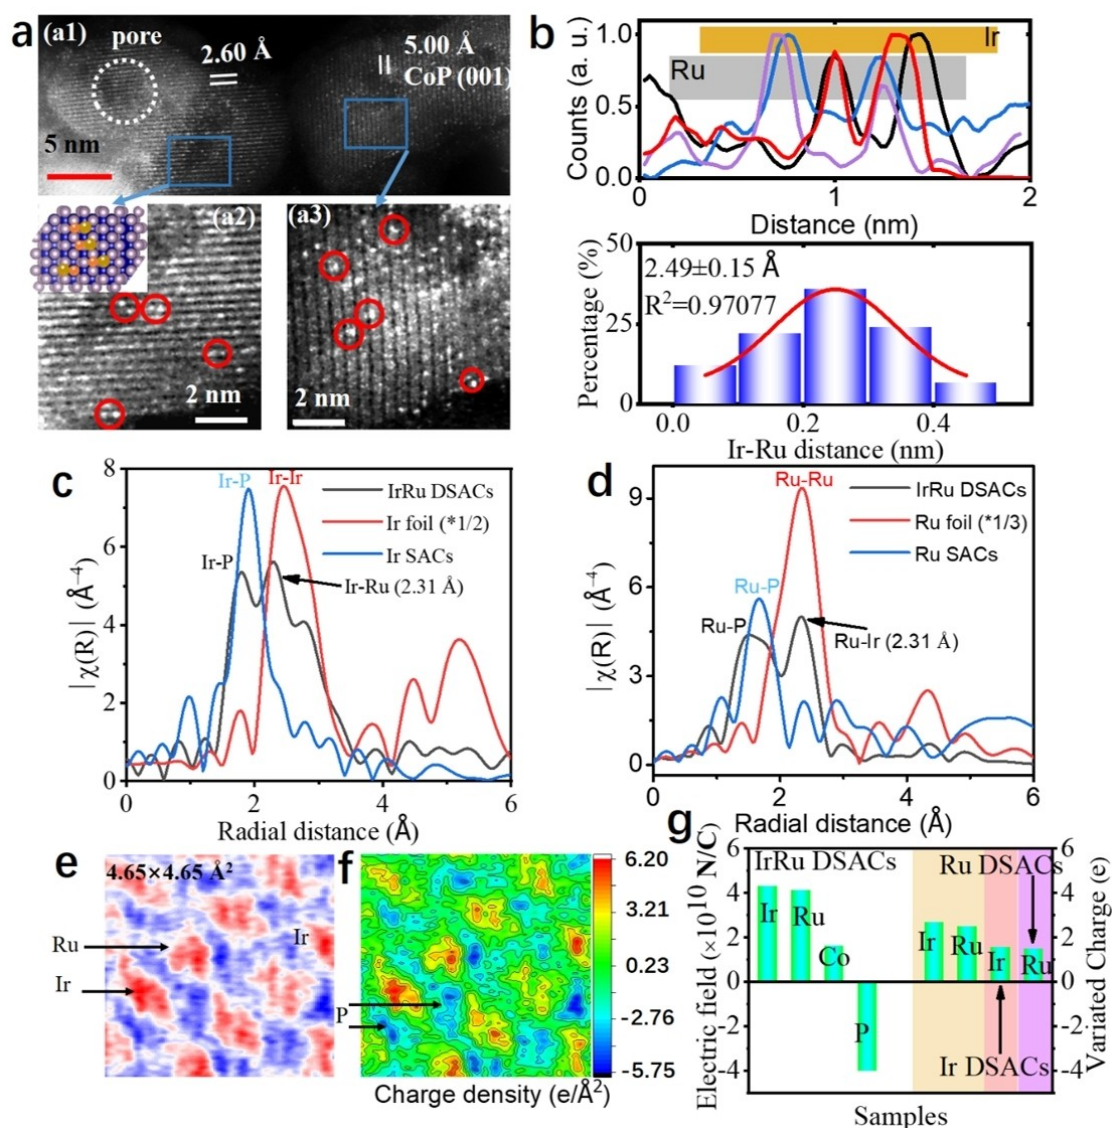 a
(a1)
pore
2.60 Å
5.00 Å
CoP (001)
5 nm
(a2)
2 nm
(a3)
2 nm
b
Counts (a. u.)
1.0
0.5
0.0
Ir
Ru
0 1 2
Distance (nm)
Percentage (%)
50
25
0
2.49±0.15 Å
R²=0.97077
0.0 0.2 0.4
Ir-Ru distance (nm)
c
|χ(R)| (Å⁻⁴)
8
6
4
2
0
Ir-P
Ir-Ir
IrRu DSACs
Ir foil (*1/2)
Ir SACs
Ir-P
Ir-Ru (2.31 Å)
0 2 4 6
Radial distance (Å)
d
|χ(R)| (Å⁻⁴)
9
6
3
0
Ru-Ru
IrRu DSACs
Ru foil (*1/3)
Ru SACs
Ru-P
Ru-P
Ru-Ir (2.31 Å)
0 2 4 6
Radial distance (Å)
e
4.65×4.65 Å²
Ru
Ir
Ir
f
P
6.20
3.21
0.23
-2.76
-5.75
Charge density (e/Å²)
g
Electric field (×10¹⁰ N/C)
6
4
2
0
-2
-4
IrRu DSACs
Ru DSACs
Ir
Ru
Co
P
Ir
Ru
Ir
Ru
Ir DSACs
6
4
2
0
-2
-4
Variated Charge (e)
Samples